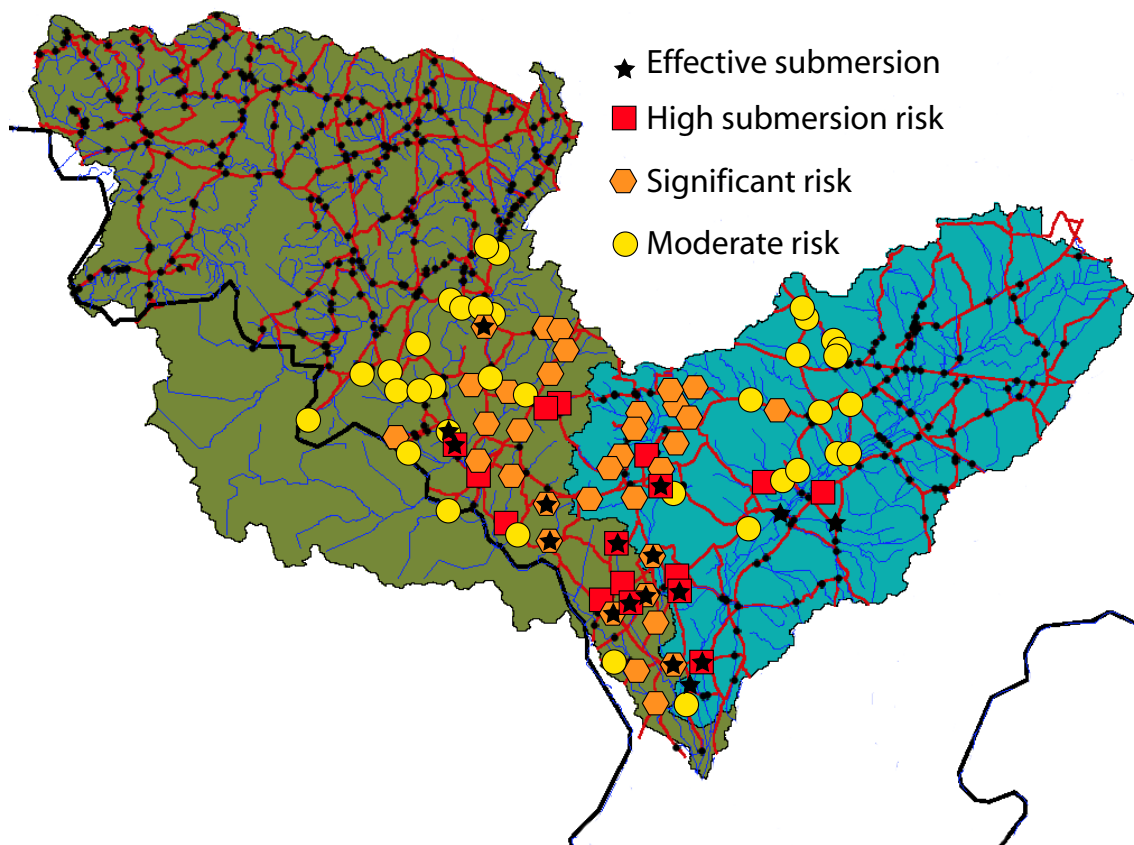 Effective submersion
High submersion risk
Significant risk
Moderate risk